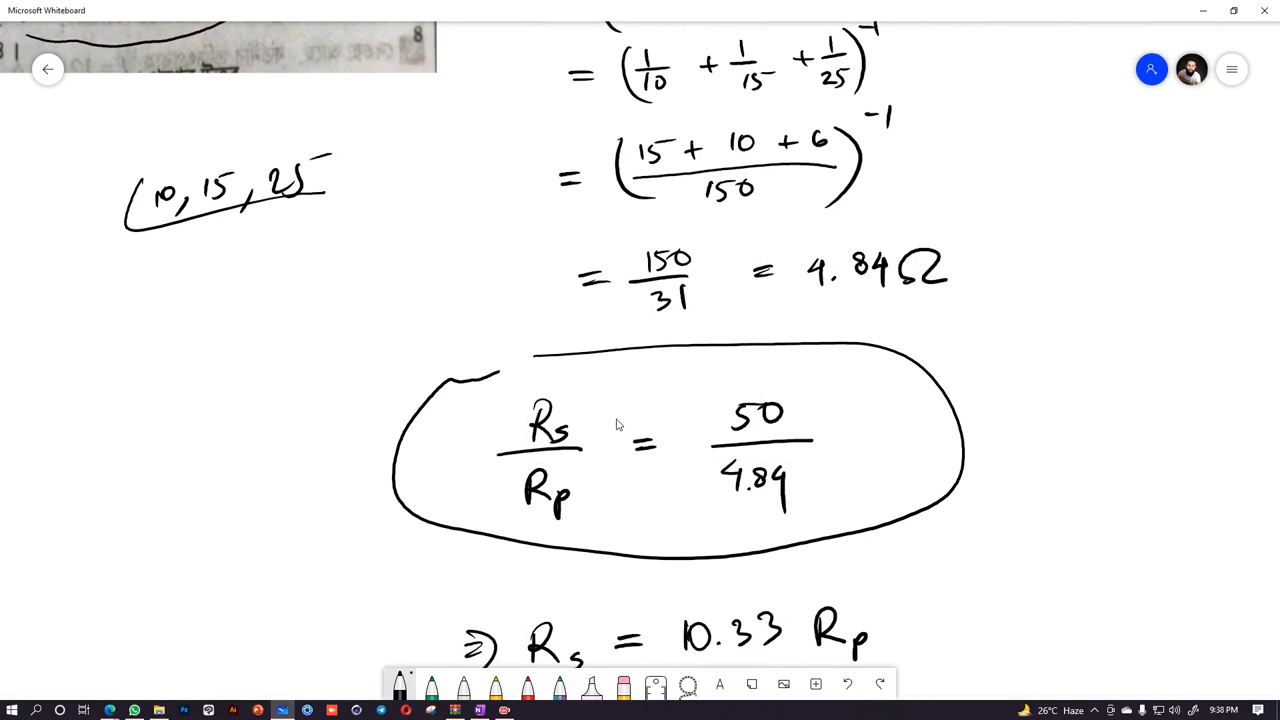 Microsoft Whiteboard
= (1/10 + 1/15 + 1/25)^-1
= ((15 + 10 + 6)/150)^-1
10, 15, 25
= 150/31 = 4.84 Ω
Rs/Rp = 50/4.84
⇒ Rs = 10.33 Rp
26°C Haze
9:38 PM